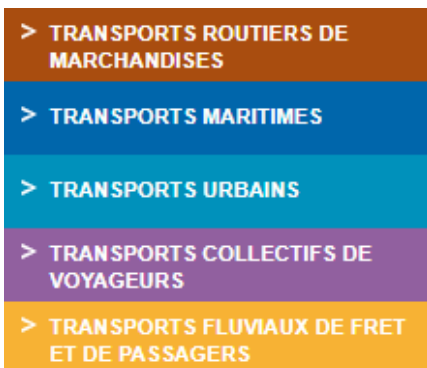 > TRANSPORTS ROUTIERS DE
MARCHANDISES
> TRANSPORTS MARITIMES
> TRANSPORTS URBAINS
> TRANSPORTS COLLECTIFS DE
VOYAGEURS
> TRANSPORTS FLUVIAUX DE FRET
ET DE PASSAGERS